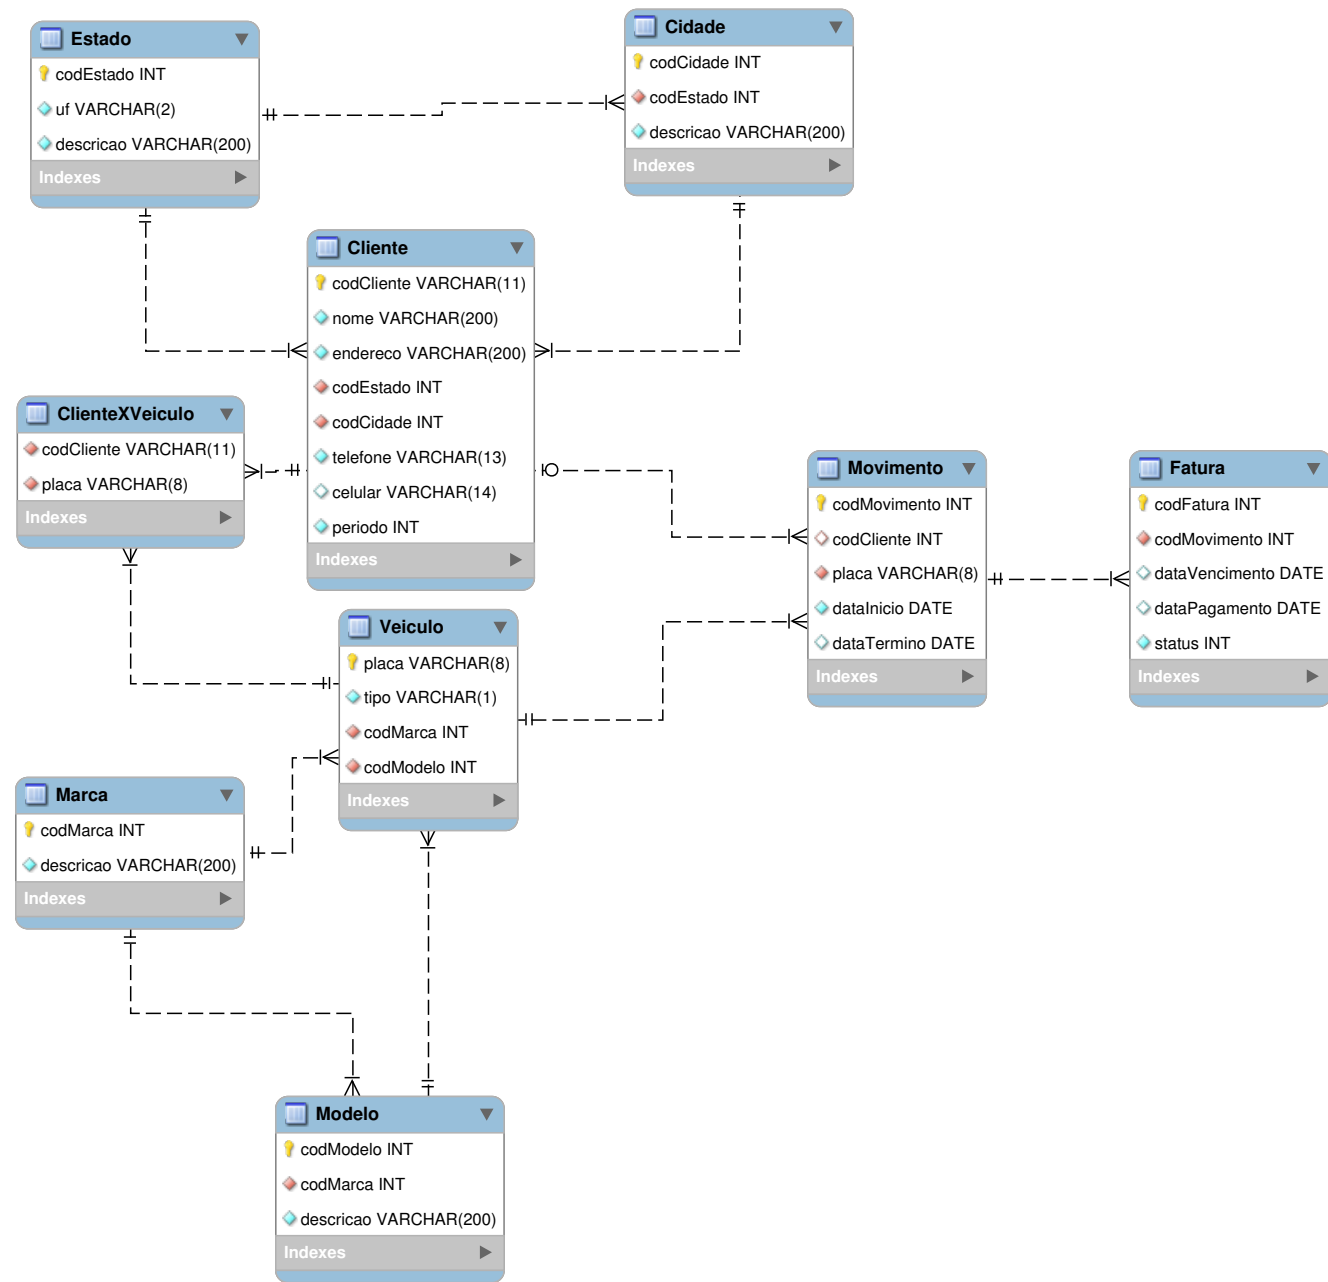 Estado
codEstado INT
uf VARCHAR(2)
descricao VARCHAR(200)
Indexes
Cidade
codCidade INT
codEstado INT
descricao VARCHAR(200)
Indexes
Cliente
codCliente VARCHAR(11)
nome VARCHAR(200)
endereco VARCHAR(200)
codEstado INT
codCidade INT
telefone VARCHAR(13)
celular VARCHAR(14)
periodo INT
Indexes
ClienteXVeiculo
codCliente VARCHAR(11)
placa VARCHAR(8)
Indexes
Movimento
codMovimento INT
codCliente INT
placa VARCHAR(8)
dataInicio DATE
dataTermino DATE
Indexes
Fatura
codFatura INT
codMovimento INT
dataVencimento DATE
dataPagamento DATE
status INT
Indexes
Veiculo
placa VARCHAR(8)
tipo VARCHAR(1)
codMarca INT
codModelo INT
Indexes
Marca
codMarca INT
descricao VARCHAR(200)
Indexes
Modelo
codModelo INT
codMarca INT
descricao VARCHAR(200)
Indexes